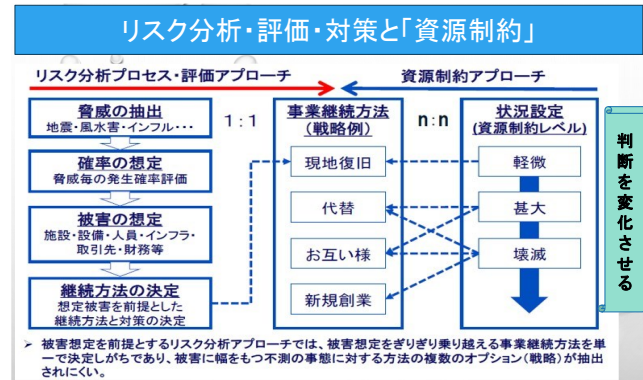 リスク分析・評価・対策と「資源制約」
リスク分析プロセス・評価アプローチ
資源制約アプローチ
脅威の抽出
地震・風水害・インフル・・・
1:1
事業継続方法
(戦略例)
n:n
状況設定
(資源制約レベル)
確率の想定
脅威毎の発生確率評価
現地復旧
軽微
被害の想定
施設・設備・人員・インフラ・
取引先・財務等
代替
甚大
お互い様
壊滅
継続方法の決定
想定被害を前提とした
継続方法と対策の決定
新規創業
判断を変化させる
➢ 被害想定を前提とするリスク分析アプローチでは、被害想定をぎりぎり乗り越える事業継続方法を単
一で決定しがちであり、被害に幅をもつ不測の事態に対する方法の複数のオプション(戦略)が抽出
されにくい。